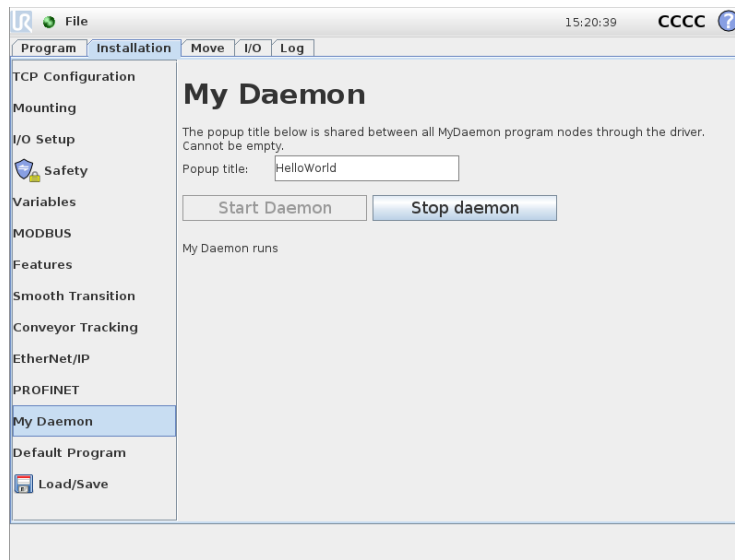 UR File 15:20:39 CCCC ?
Program Installation Move I/O Log
TCP Configuration
Mounting
I/O Setup
Safety
Variables
MODBUS
Features
Smooth Transition
Conveyor Tracking
EtherNet/IP
PROFINET
My Daemon
Default Program
Load/Save
My Daemon
The popup title below is shared between all MyDaemon program nodes through the driver.
Cannot be empty.
Popup title: HelloWorld
Start Daemon Stop daemon
My Daemon runs